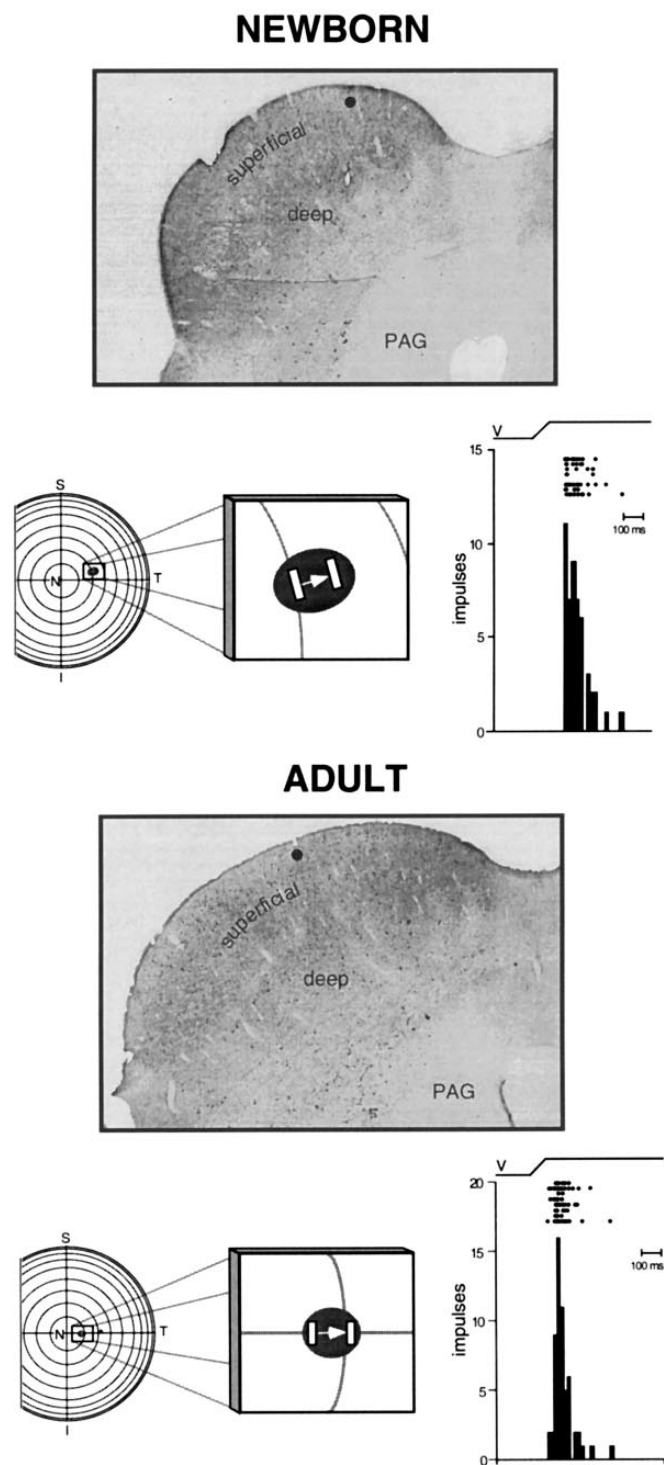 NEWBORN
superficial
deep
PAG
S
N
T
I
V
15
10
5
0
impulses
100 ms
ADULT
superficial
deep
PAG
S
N
T
I
V
20
15
10
5
0
impulses
100 ms